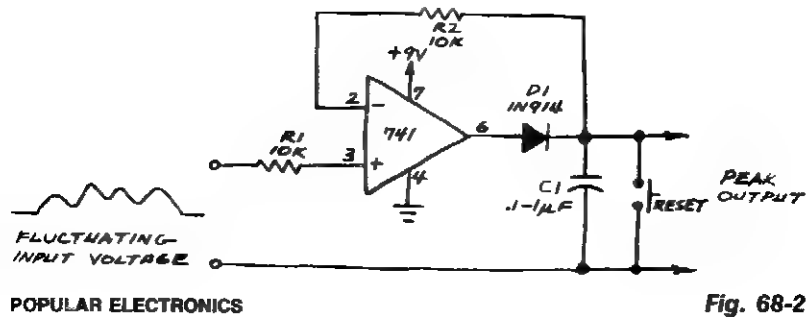 R2
10K
+9V
7
2
−
741
6
D1
1N914
R1
10K
3
+
4
C1
.1-1µF
RESET
PEAK
OUTPUT
FLUCTUATING
INPUT VOLTAGE
POPULAR ELECTRONICS
Fig. 68-2